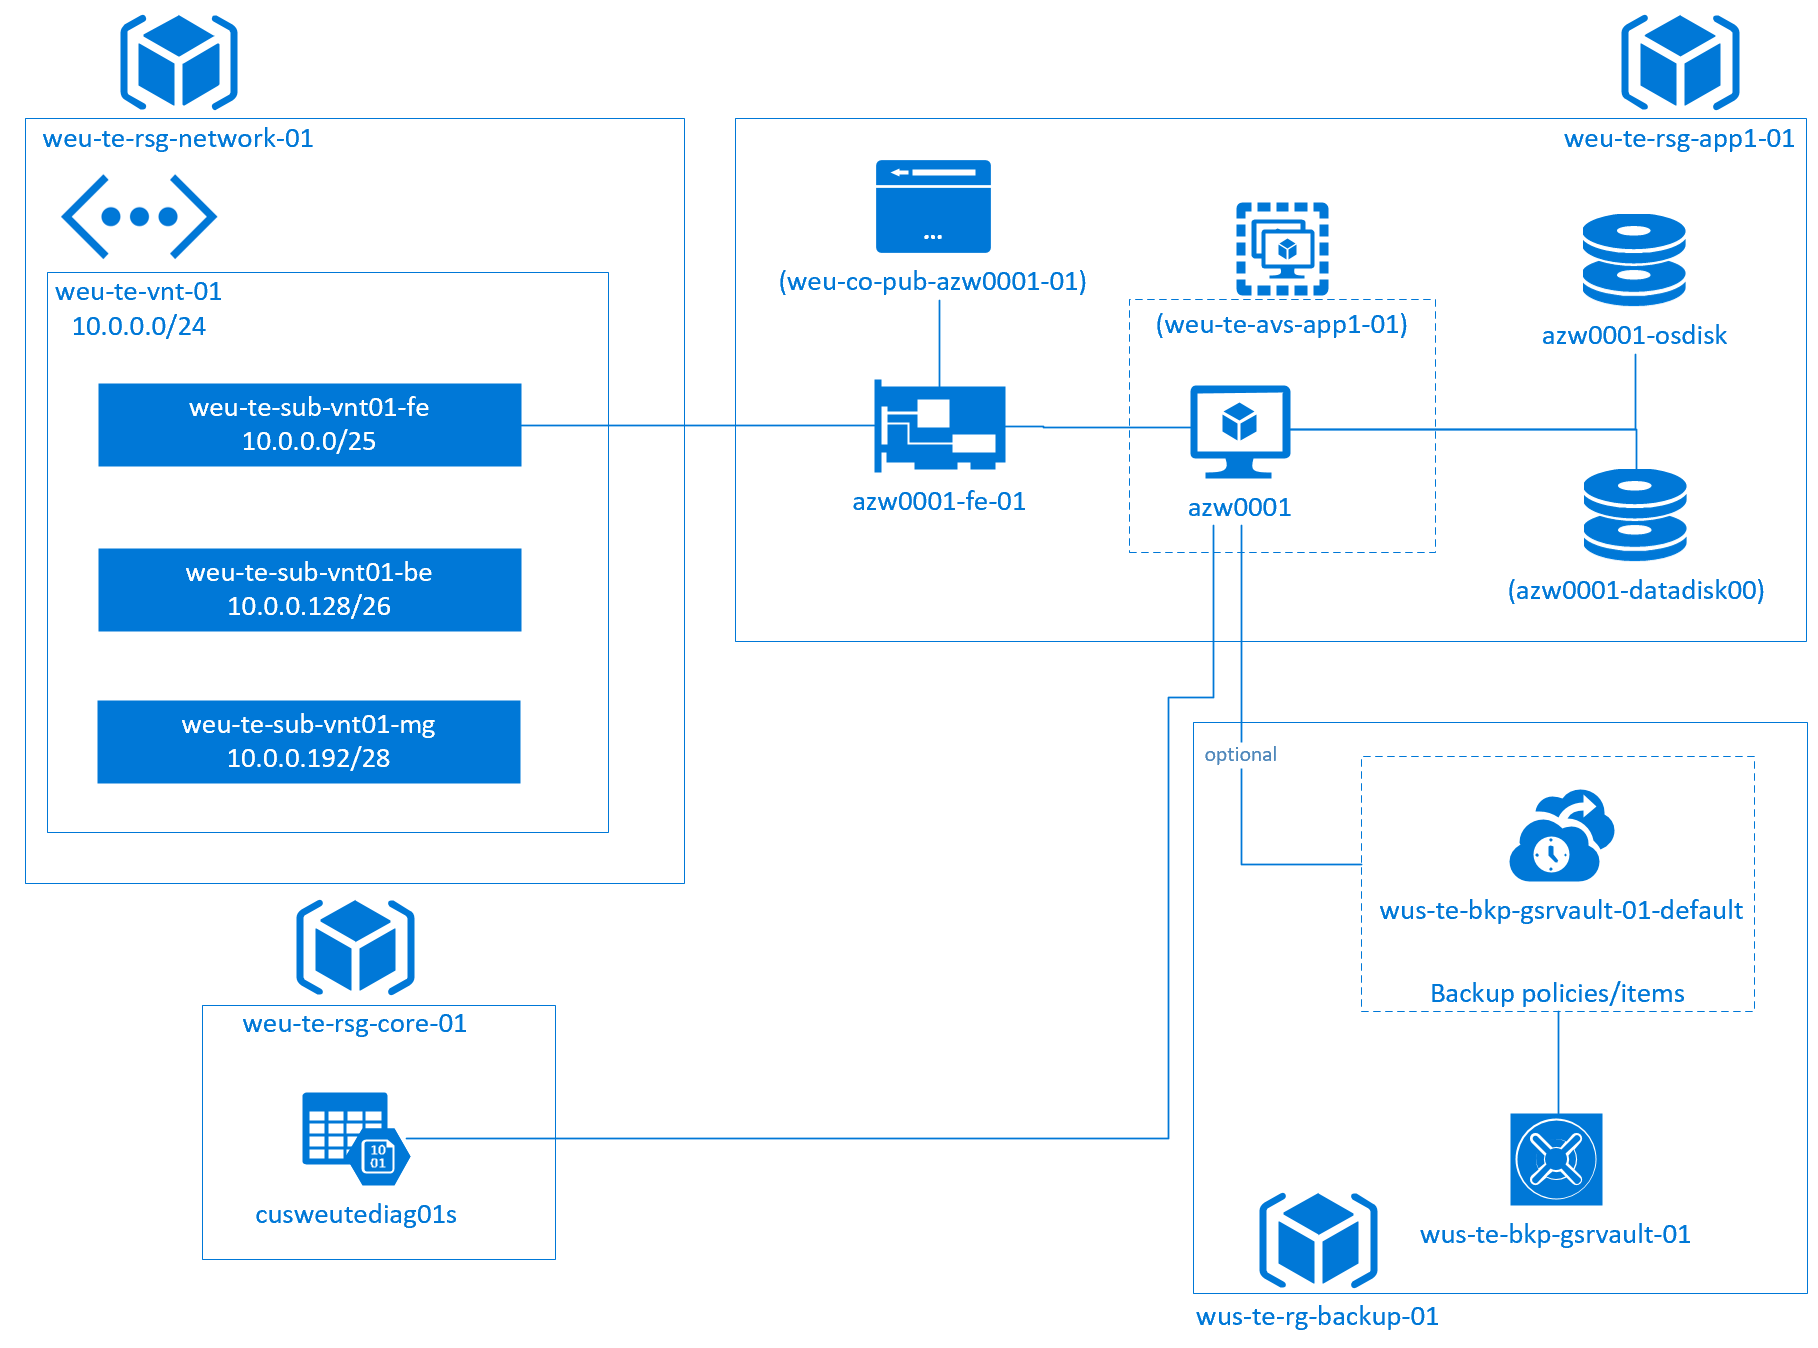 weu-te-rsg-network-01
weu-te-vnt-01
10.0.0.0/24
weu-te-sub-vnt01-fe
10.0.0.0/25
weu-te-sub-vnt01-be
10.0.0.128/26
weu-te-sub-vnt01-mg
10.0.0.192/28
weu-te-rsg-app1-01
...
(weu-co-pub-azw0001-01)
(weu-te-avs-app1-01)
azw0001-osdisk
azw0001-fe-01
azw0001
(azw0001-datadisk00)
weu-te-rsg-core-01
10
01
cusweutediag01s
optional
wus-te-bkp-gsrvault-01-default
Backup policies/items
wus-te-bkp-gsrvault-01
wus-te-rg-backup-01